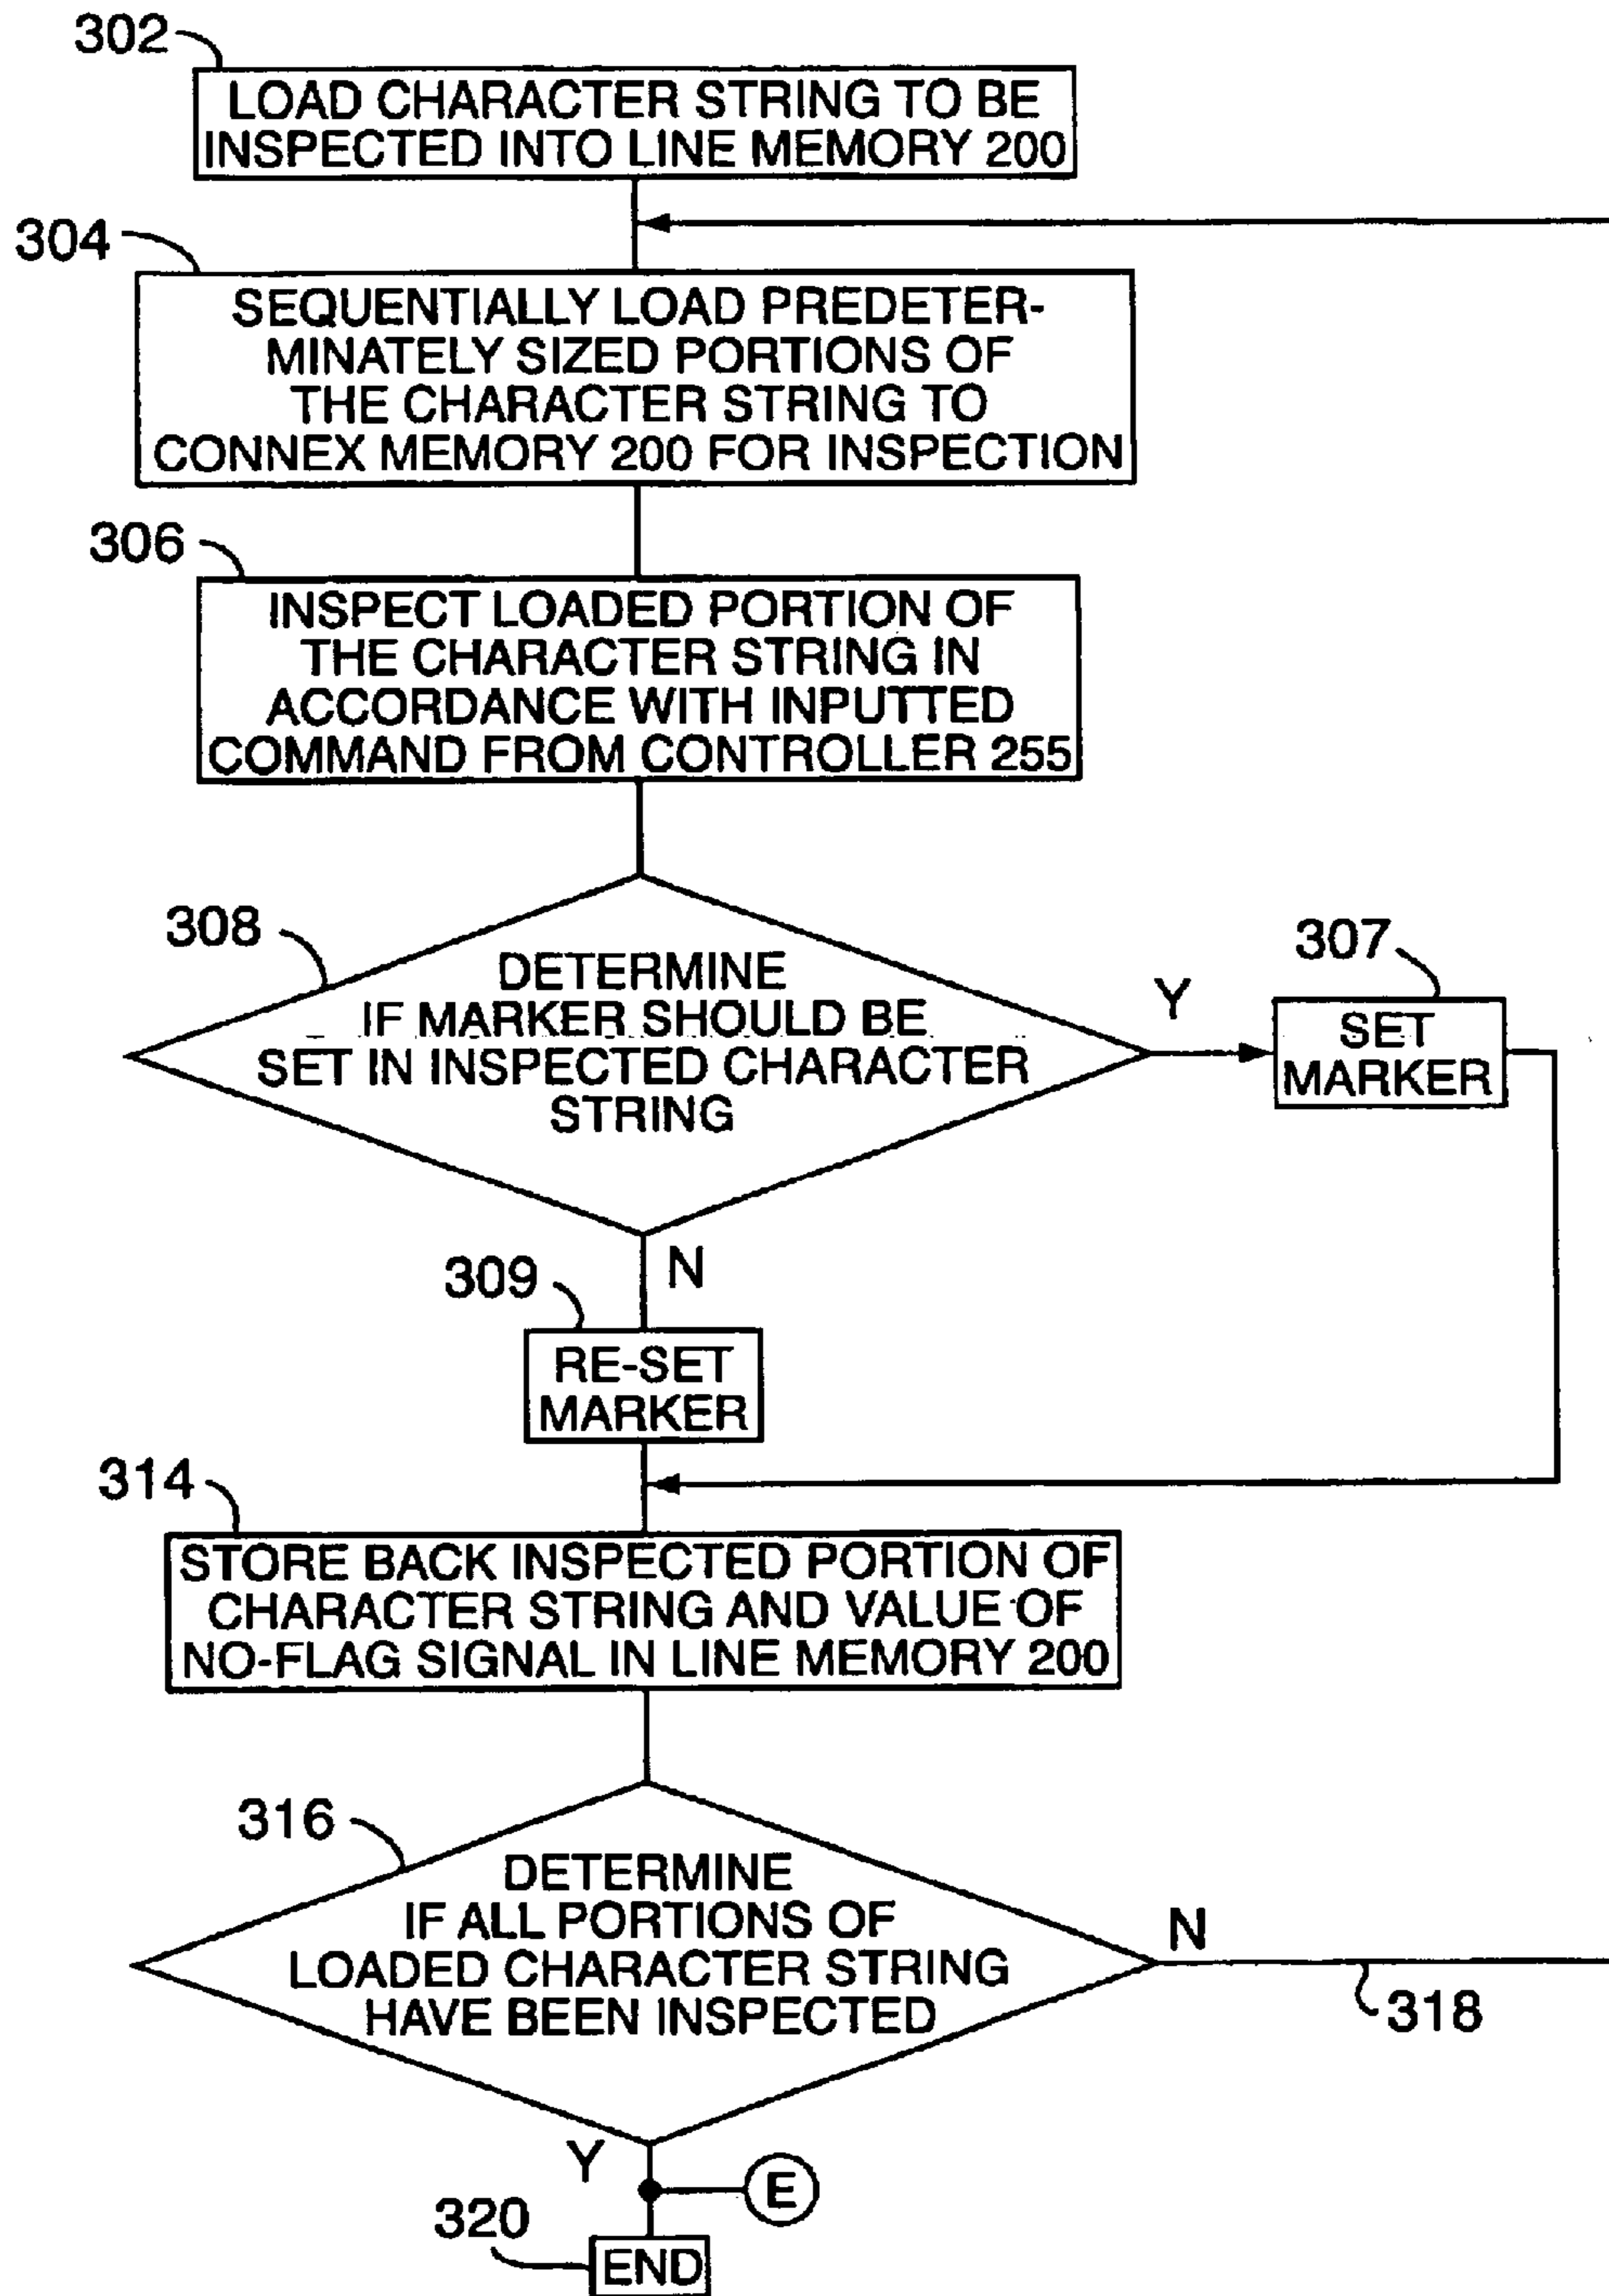 302
LOAD CHARACTER STRING TO BE
INSPECTED INTO LINE MEMORY 200
304
SEQUENTIALLY LOAD PREDETER-
MINATELY SIZED PORTIONS OF
THE CHARACTER STRING TO
CONNEX MEMORY 200 FOR INSPECTION
306
INSPECT LOADED PORTION OF
THE CHARACTER STRING IN
ACCORDANCE WITH INPUTTED
COMMAND FROM CONTROLLER 255
308
DETERMINE
IF MARKER SHOULD BE
SET IN INSPECTED CHARACTER
STRING
Y
307
SET
MARKER
N
309
RE-SET
MARKER
314
STORE BACK INSPECTED PORTION OF
CHARACTER STRING AND VALUE OF
NO-FLAG SIGNAL IN LINE MEMORY 200
316
DETERMINE
IF ALL PORTIONS OF
LOADED CHARACTER STRING
HAVE BEEN INSPECTED
N
318
Y
E
320
END